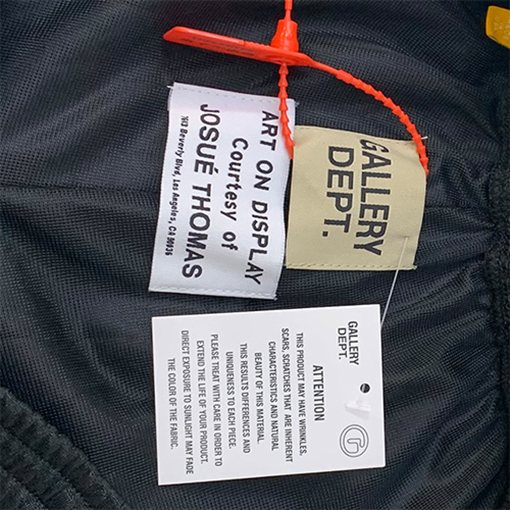 GALLERY
DEPT.
ART ON DISPLAY
Courtesy of
JOSUÉ THOMAS
Beverly Blvd, Los Angeles, CA 90036
GALLERY
DEPT.
ATTENTION
THIS PRODUCT MAY HAVE WRINKLES,
SCARS, SCRATCHES THAT ARE INHERENT
CHARACTERISTICS AND NATURAL
BEAUTY OF THIS MATERIAL.
THIS RESULTS DIFFERENCES AND
UNIQUENESS TO EACH PIECE.
PLEASE TREAT WITH CARE IN ORDER TO
EXTEND THE LIFE OF YOUR PRODUCT.
DIRECT EXPOSURE TO SUNLIGHT MAY FADE
THE COLOR OF THE FABRIC.
G